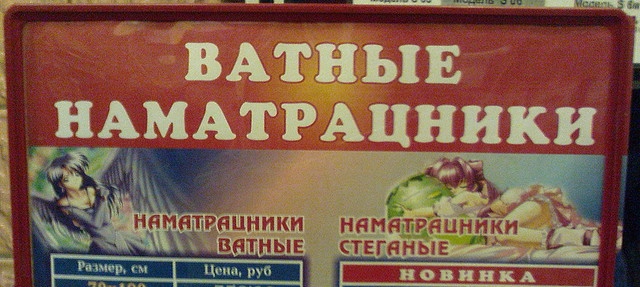 ВАТНЫЕ
НАМАТРАЦНИКИ
НАМАТРАЦНИКИ
ВАТНЫЕ
НАМАТРАЦНИКИ
СТЕГАНЫЕ
Размер, см Цена, руб
НОВИНКА